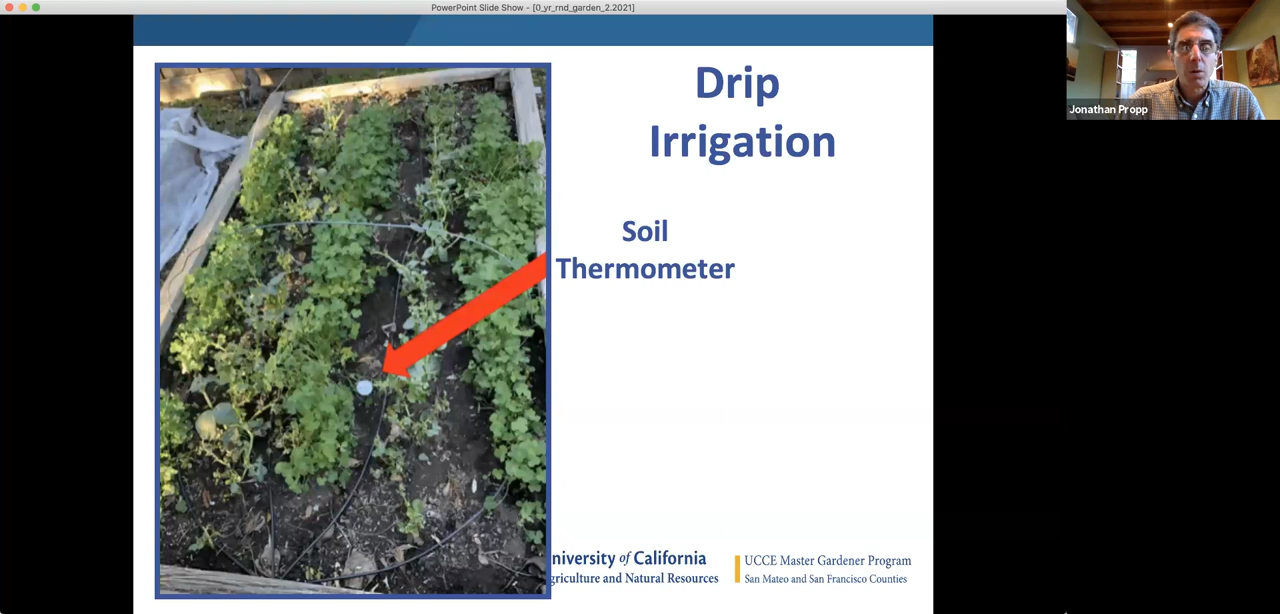 PowerPoint Slide Show - [0_yr_rnd_garden_2.2021]
Jonathan Propp
Drip
Irrigation
Soil
Thermometer
niversity of California
griculture and Natural Resources
UCCE Master Gardener Program
San Mateo and San Francisco Counties